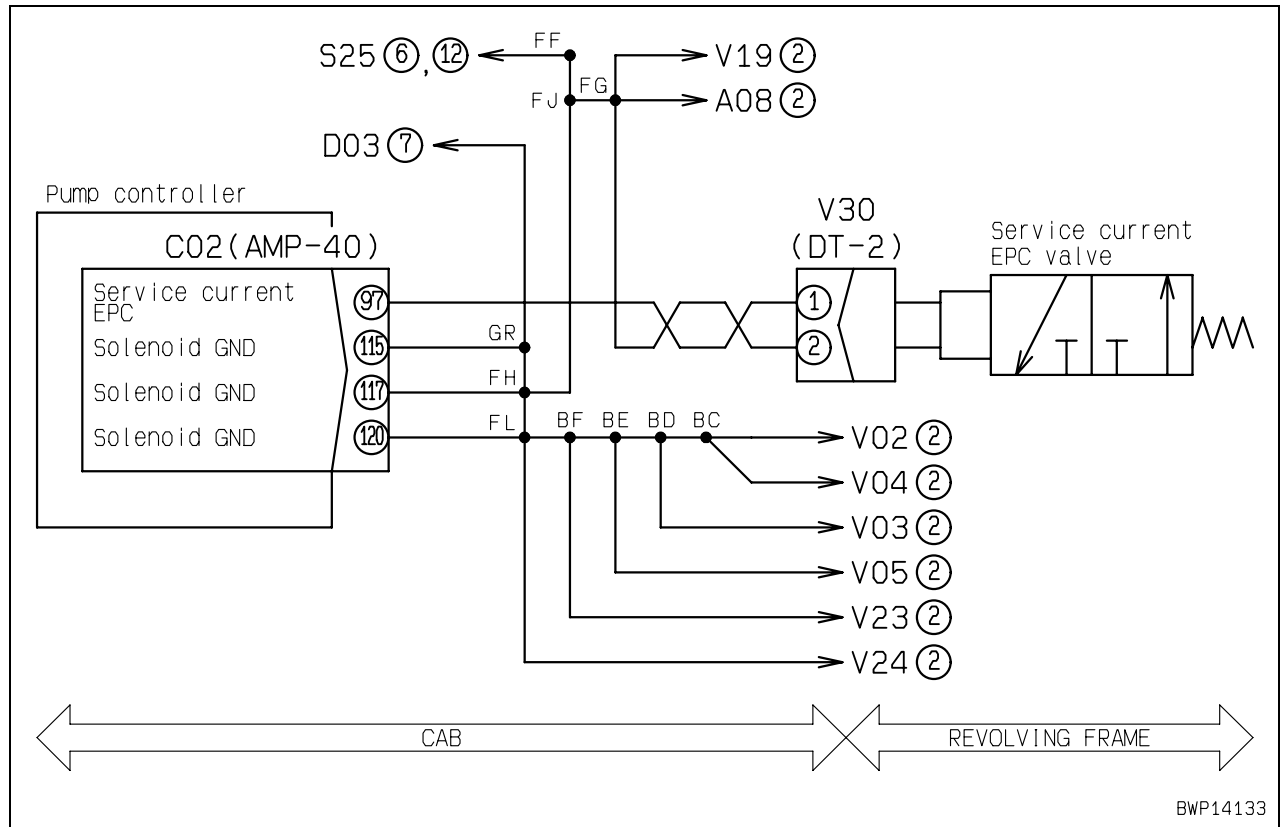 FF
S25 ⑥,⑫
V19 ②
FG
FJ
A08 ②
D03 ⑦
Pump controller
V30
(DT-2)
C02(AMP-40)
Service current
EPC valve
Service current
EPC
97
1
Solenoid GND
115
GR
2
Solenoid GND
117
FH
Solenoid GND
120
FL
BF
BE
BD
BC
V02 ②
V04 ②
V03 ②
V05 ②
V23 ②
V24 ②
CAB
REVOLVING FRAME
BWP14133